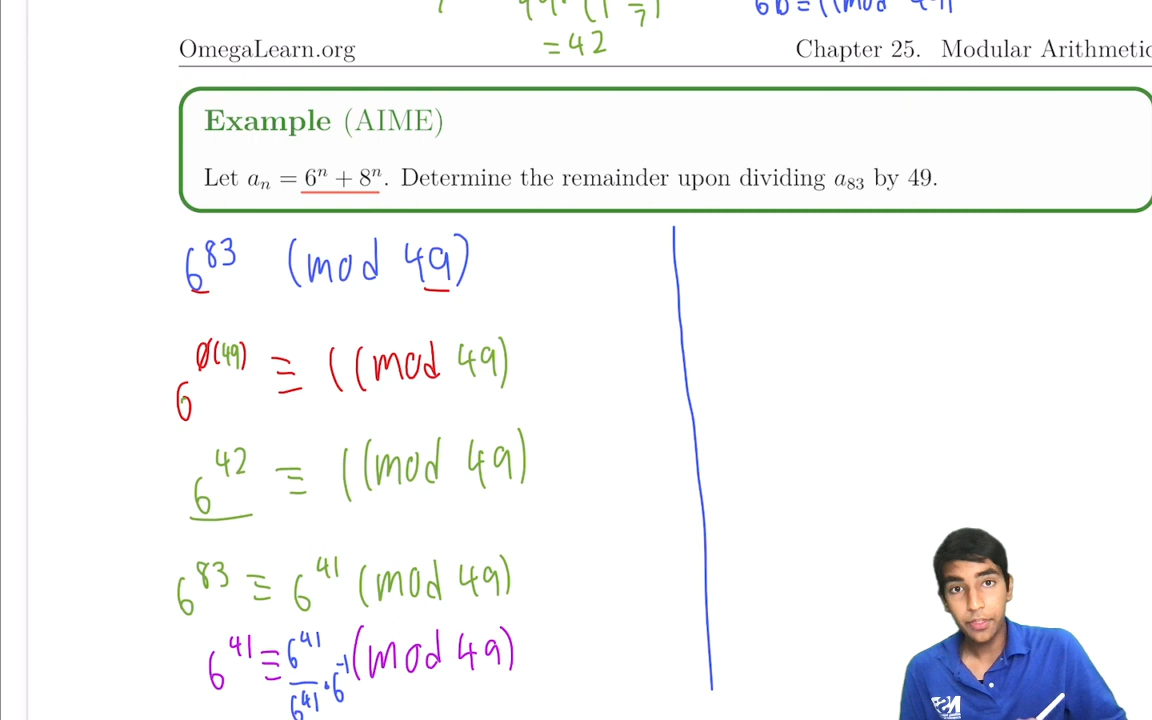 = 42
OmegaLearn.org Chapter 25. Modular Arithmetic
Example (AIME)
Let aₙ = 6ⁿ + 8ⁿ. Determine the remainder upon dividing a₈₃ by 49.
6⁸³ (mod 49)
6^ø(49) ≡ 1 (mod 49)
6⁴² ≡ 1 (mod 49)
6⁸³ ≡ 6⁴¹ (mod 49)
6⁴¹ ≡ 6⁴¹/6⁴¹·6⁻¹ (mod 49)